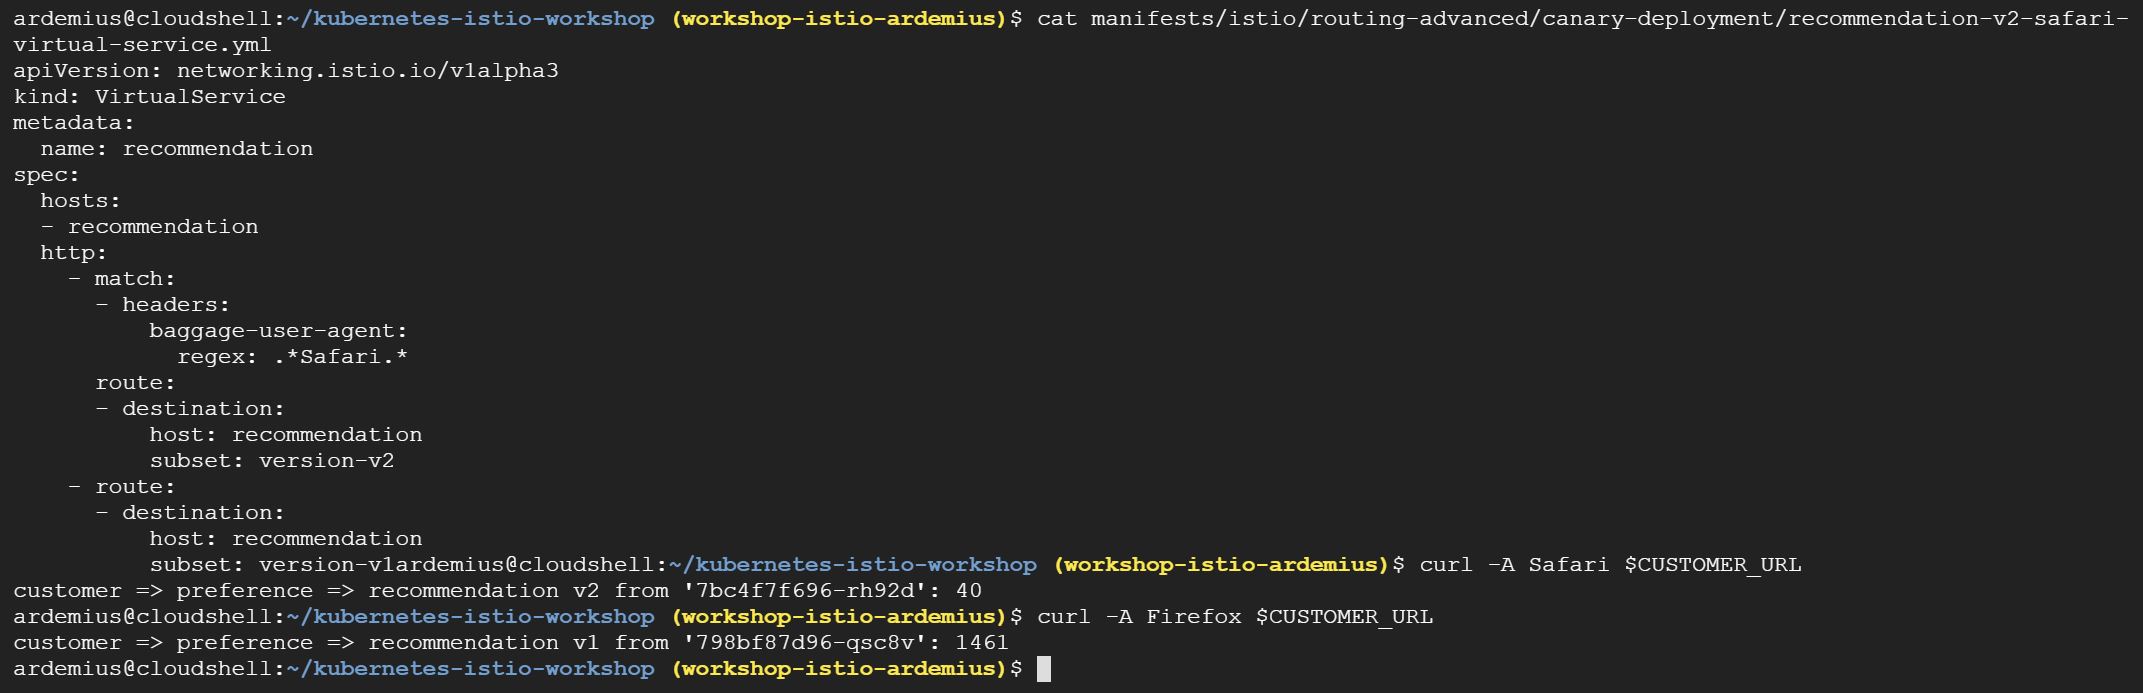 ardemius@cloudshell:~/kubernetes-istio-workshop (workshop-istio-ardemius)$ cat manifests/istio/routing-advanced/canary-deployment/recommendation-v2-safari-
virtual-service.yml
apiVersion: networking.istio.io/v1alpha3
kind: VirtualService
metadata:
  name: recommendation
spec:
  hosts:
  - recommendation
  http:
    - match:
      - headers:
          baggage-user-agent:
            regex: .*Safari.*
      route:
      - destination:
          host: recommendation
          subset: version-v2
    - route:
      - destination:
          host: recommendation
          subset: version-v1ardemius@cloudshell:~/kubernetes-istio-workshop (workshop-istio-ardemius)$ curl -A Safari $CUSTOMER_URL
customer => preference => recommendation v2 from '7bc4f7f696-rh92d': 40
ardemius@cloudshell:~/kubernetes-istio-workshop (workshop-istio-ardemius)$ curl -A Firefox $CUSTOMER_URL
customer => preference => recommendation v1 from '798bf87d96-qsc8v': 1461
ardemius@cloudshell:~/kubernetes-istio-workshop (workshop-istio-ardemius)$